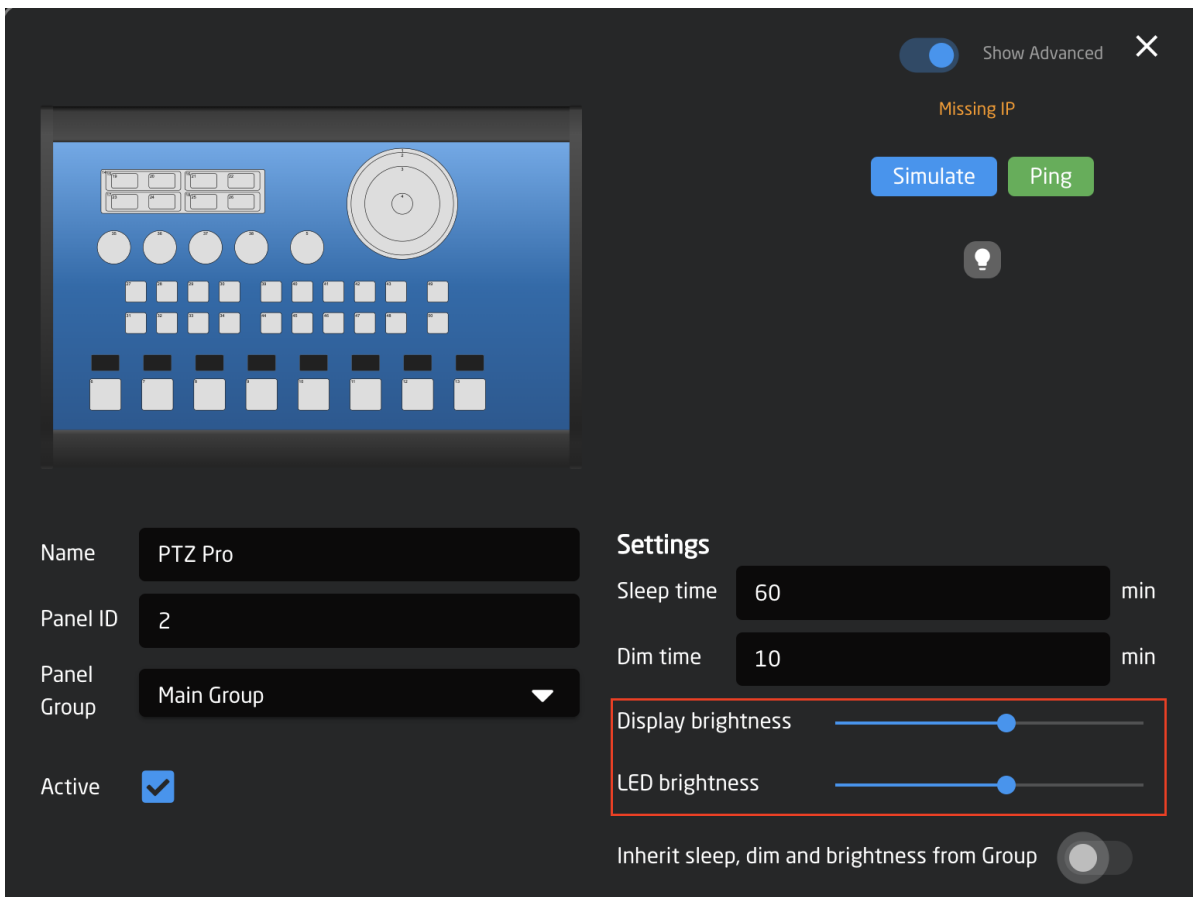 Show Advanced
Missing IP
Simulate
Ping
Name
PTZ Pro
Panel ID
2
Panel
Group
Main Group
Active
Settings
Sleep time
60
min
Dim time
10
min
Display brightness
LED brightness
Inherit sleep, dim and brightness from Group